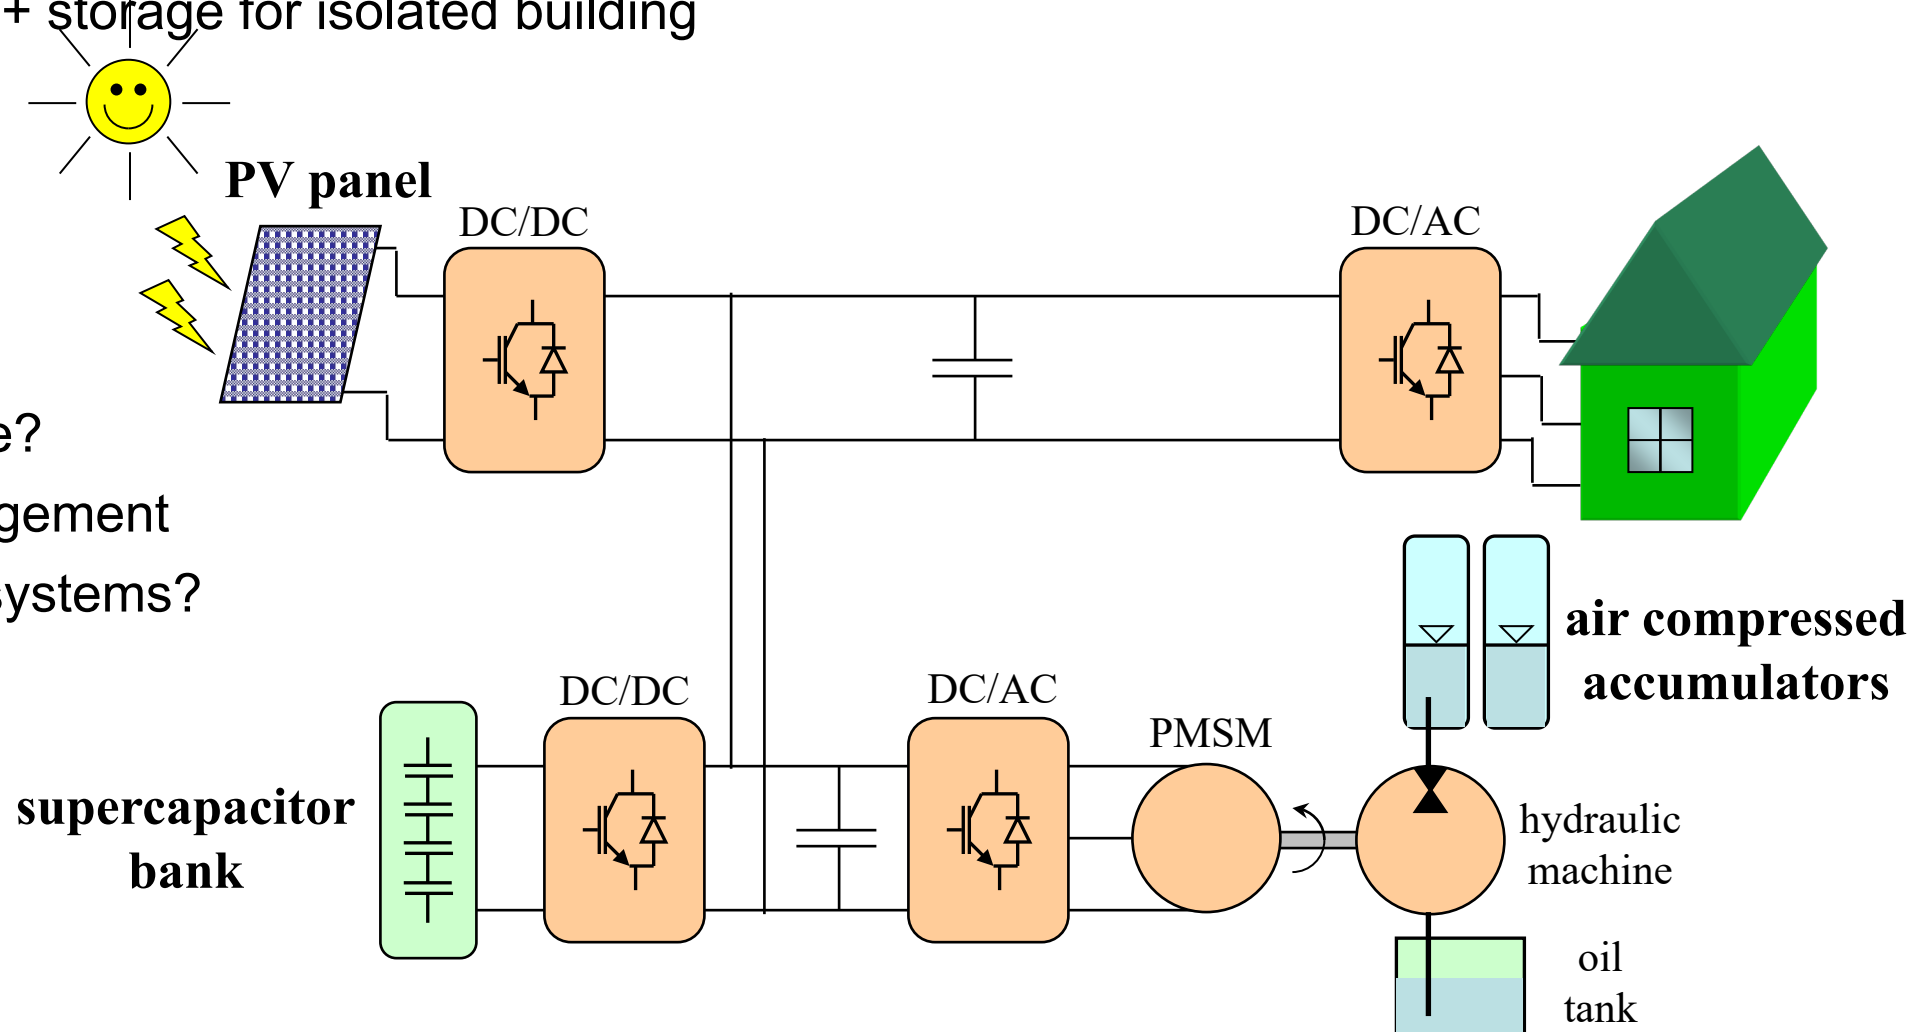 + storage for isolated building
PV panel
DC/DC
DC/AC
e?
gement
systems?
air compressed
accumulators
DC/DC
DC/AC
PMSM
supercapacitor
bank
hydraulic
machine
oil
tank